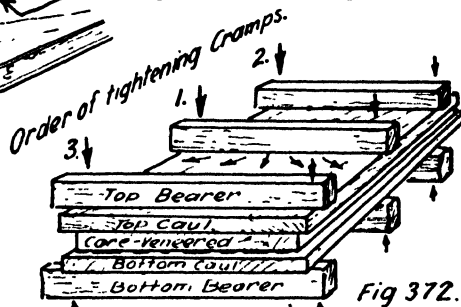 Order of tightening Cramps.
2.
1.
3.
Top Bearer
Top Caul
Core-Veneered
Bottom Caul
Bottom Bearer
Fig 372.